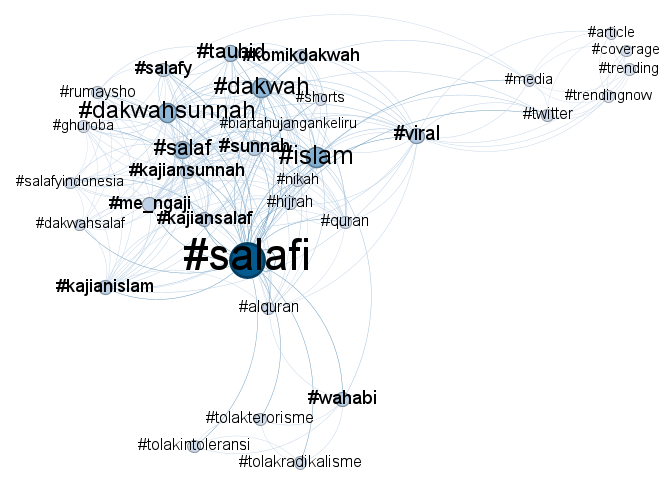 #article
#coverage
#tauhid
#komikdakwah
#salafy
#trending
#media
#dakwah
#rumaysho
#shorts
#trendingnow
#dakwahsunnah
#twitter
#ghuroba
#biartahujangankeliru
#viral
#salaf
#sunnah
#islam
#kajiansunnah
#salafyindonesia
#nikah
#me_ngaji
#hijrah
#kajiansalaf
#dakwahsalaf
#quran
#salafi
#kajianislam
#alquran
#wahabi
#tolakterorisme
#tolakintoleransi
#tolakradikalisme